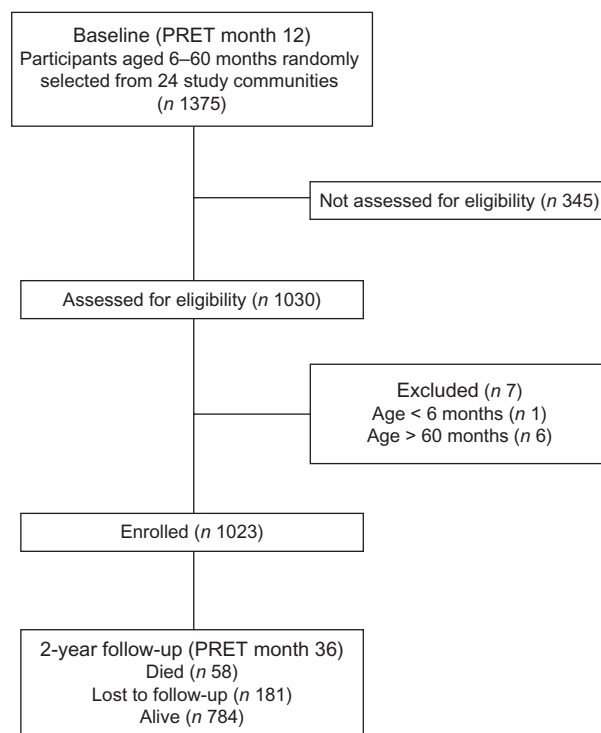 Baseline (PRET month 12)
Participants aged 6–60 months randomly
selected from 24 study communities
(n 1375)
Not assessed for eligibility (n 345)
Assessed for eligibility (n 1030)
Excluded (n 7)
Age < 6 months (n 1)
Age > 60 months (n 6)
Enrolled (n 1023)
2-year follow-up (PRET month 36)
Died (n 58)
Lost to follow-up (n 181)
Alive (n 784)